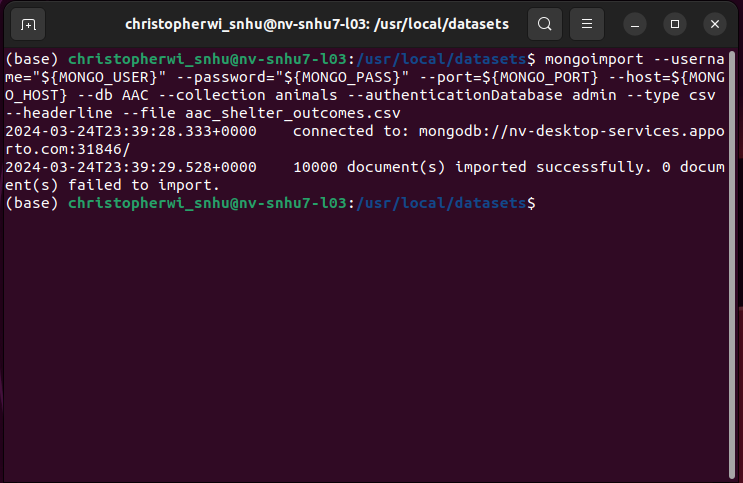 christopherwi_snhu@nv-snhu7-l03: /usr/local/datasets
(base) christopherwi_snhu@nv-snhu7-l03:/usr/local/datasets$ mongoimport --userna
me="${MONGO_USER}" --password="${MONGO_PASS}" --port=${MONGO_PORT} --host=${MONG
O_HOST} --db AAC --collection animals --authenticationDatabase admin --type csv
--headerline --file aac_shelter_outcomes.csv
2024-03-24T23:39:28.333+0000    connected to: mongodb://nv-desktop-services.appo
rto.com:31846/
2024-03-24T23:39:29.528+0000    10000 document(s) imported successfully. 0 docum
ent(s) failed to import.
(base) christopherwi_snhu@nv-snhu7-l03:/usr/local/datasets$